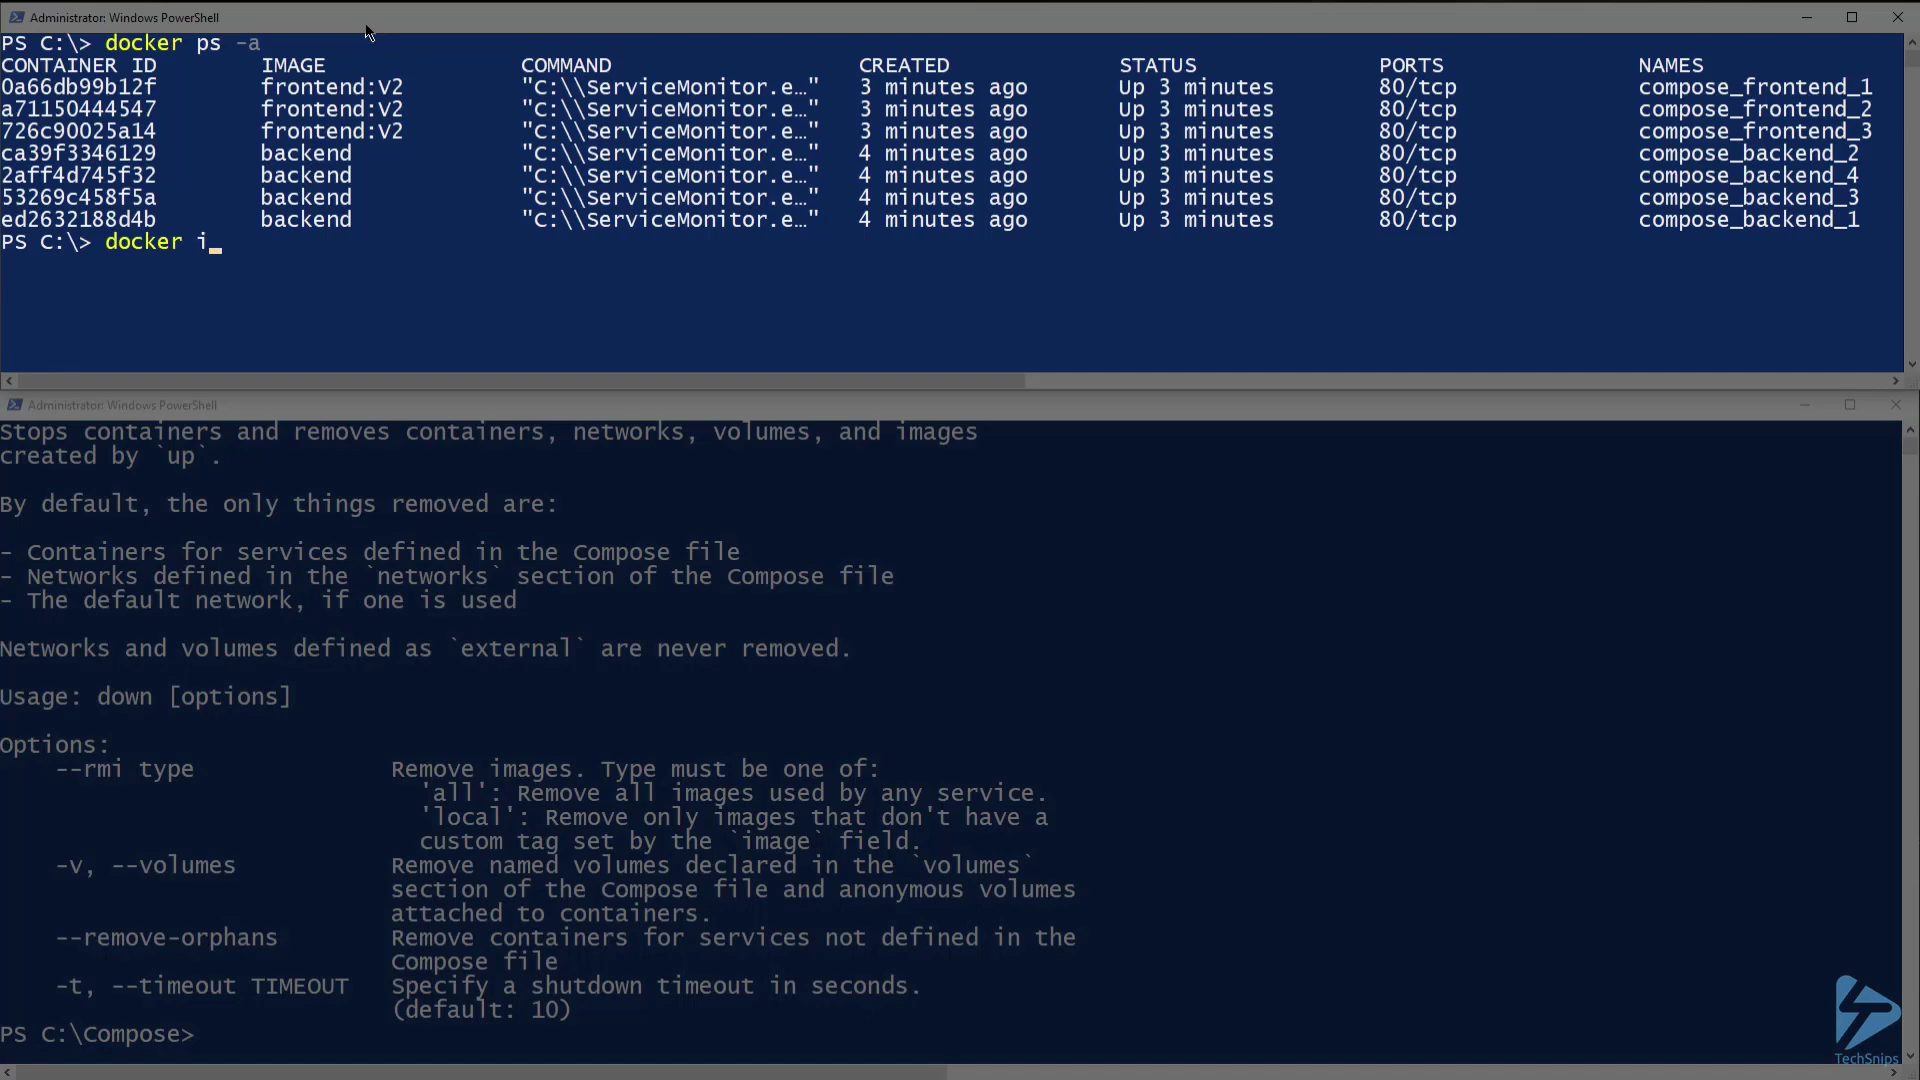 Administrator: Windows PowerShell
PS C:\> docker ps -a
CONTAINER ID IMAGE COMMAND CREATED STATUS PORTS NAMES
0a66db99b12f frontend:V2 "C:\\ServiceMonitor.e…" 3 minutes ago Up 3 minutes 80/tcp compose_frontend_1
a71150444547 frontend:V2 "C:\\ServiceMonitor.e…" 3 minutes ago Up 3 minutes 80/tcp compose_frontend_2
726c90025a14 frontend:V2 "C:\\ServiceMonitor.e…" 3 minutes ago Up 3 minutes 80/tcp compose_frontend_3
ca39f3346129 backend "C:\\ServiceMonitor.e…" 4 minutes ago Up 3 minutes 80/tcp compose_backend_2
2aff4d745f32 backend "C:\\ServiceMonitor.e…" 4 minutes ago Up 3 minutes 80/tcp compose_backend_4
53269c458f5a backend "C:\\ServiceMonitor.e…" 4 minutes ago Up 3 minutes 80/tcp compose_backend_3
ed2632188d4b backend "C:\\ServiceMonitor.e…" 4 minutes ago Up 3 minutes 80/tcp compose_backend_1
PS C:\> docker i_
Administrator: Windows PowerShell
Stops containers and removes containers, networks, volumes, and images
created by `up`.
By default, the only things removed are:
- Containers for services defined in the Compose file
- Networks defined in the `networks` section of the Compose file
- The default network, if one is used
Networks and volumes defined as `external` are never removed.
Usage: down [options]
Options:
--rmi type Remove images. Type must be one of:
'all': Remove all images used by any service.
'local': Remove only images that don't have a
custom tag set by the `image` field.
-v, --volumes Remove named volumes declared in the `volumes`
section of the Compose file and anonymous volumes
attached to containers.
--remove-orphans Remove containers for services not defined in the
Compose file
-t, --timeout TIMEOUT Specify a shutdown timeout in seconds.
(default: 10)
PS C:\Compose>
TechSnips